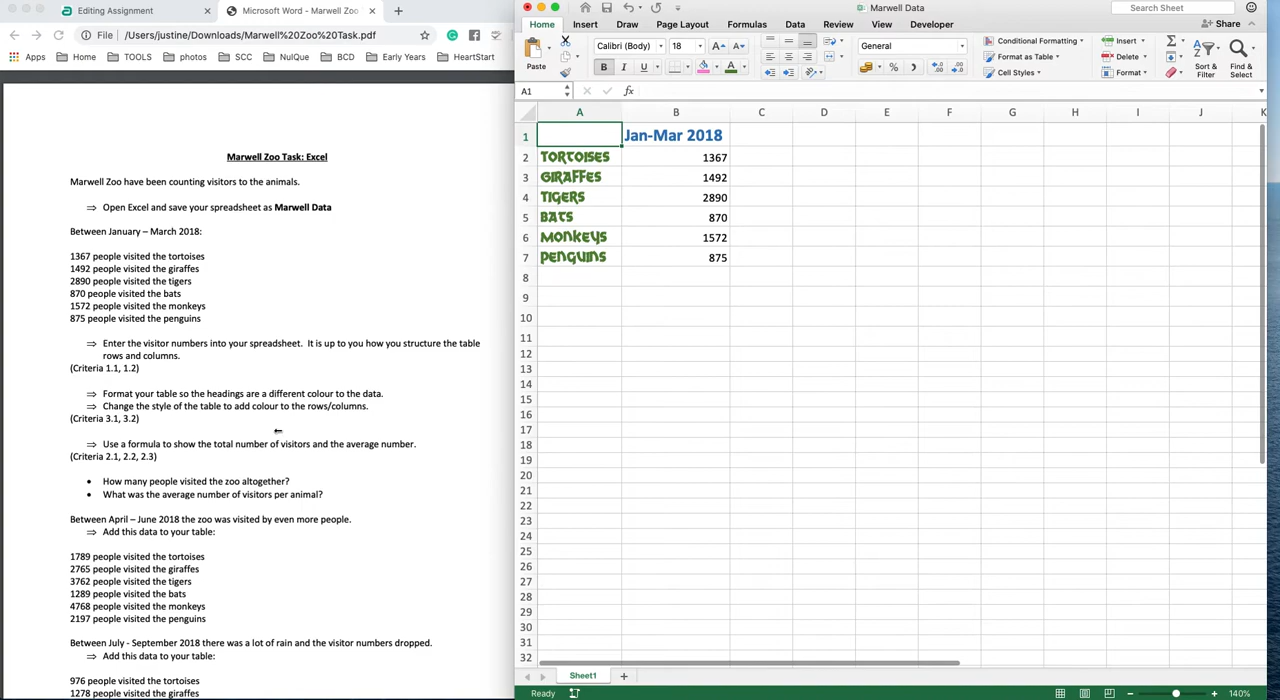 Editing Assignment
Microsoft Word - Marwell Zoo
File
/Users/justine/Downloads/Marwell%20Zoo%20Task.pdf
Apps
Home
TOOLS
photos
SCC
NulQue
BCD
Early Years
HeartStart
Marwell Zoo Task: Excel
Marwell Zoo have been counting visitors to the animals.
⇒ Open Excel and save your spreadsheet as Marwell Data
Between January – March 2018:
1367 people visited the tortoises
1492 people visited the giraffes
2890 people visited the tigers
870 people visited the bats
1572 people visited the monkeys
875 people visited the penguins
⇒ Enter the visitor numbers into your spreadsheet. It is up to you how you structure the table
rows and columns.
(Criteria 1.1, 1.2)
⇒ Format your table so the headings are a different colour to the data.
⇒ Change the style of the table to add colour to the rows/columns.
(Criteria 3.1, 3.2)
⇒ Use a formula to show the total number of visitors and the average number.
(Criteria 2.1, 2.2, 2.3)
• How many people visited the zoo altogether?
• What was the average number of visitors per animal?
Between April – June 2018 the zoo was visited by even more people.
⇒ Add this data to your table:
1789 people visited the tortoises
2765 people visited the giraffes
3762 people visited the tigers
1289 people visited the bats
4768 people visited the monkeys
2197 people visited the penguins
Between July - September 2018 there was a lot of rain and the visitor numbers dropped.
⇒ Add this data to your table:
976 people visited the tortoises
1278 people visited the giraffes
Marwell Data
Search Sheet
Home Insert Draw Page Layout Formulas Data Review View Developer
Share
Paste
Calibri (Body)
18
A A
B I U
A
General
% )
Conditional Formatting
Format as Table
Cell Styles
Insert
Delete
Format
Sort &
Filter
Find &
Select
A1
fx
A B C D E F G H I J K
1 Jan-Mar 2018
2 TORTOISES 1367
3 GIRAFFES 1492
4 TIGERS 2890
5 BATS 870
6 MONKEYS 1572
7 PENGUINS 875
8
9
10
11
12
13
14
15
16
17
18
19
20
21
22
23
24
25
26
27
28
29
30
31
32
Sheet1
Ready
140%